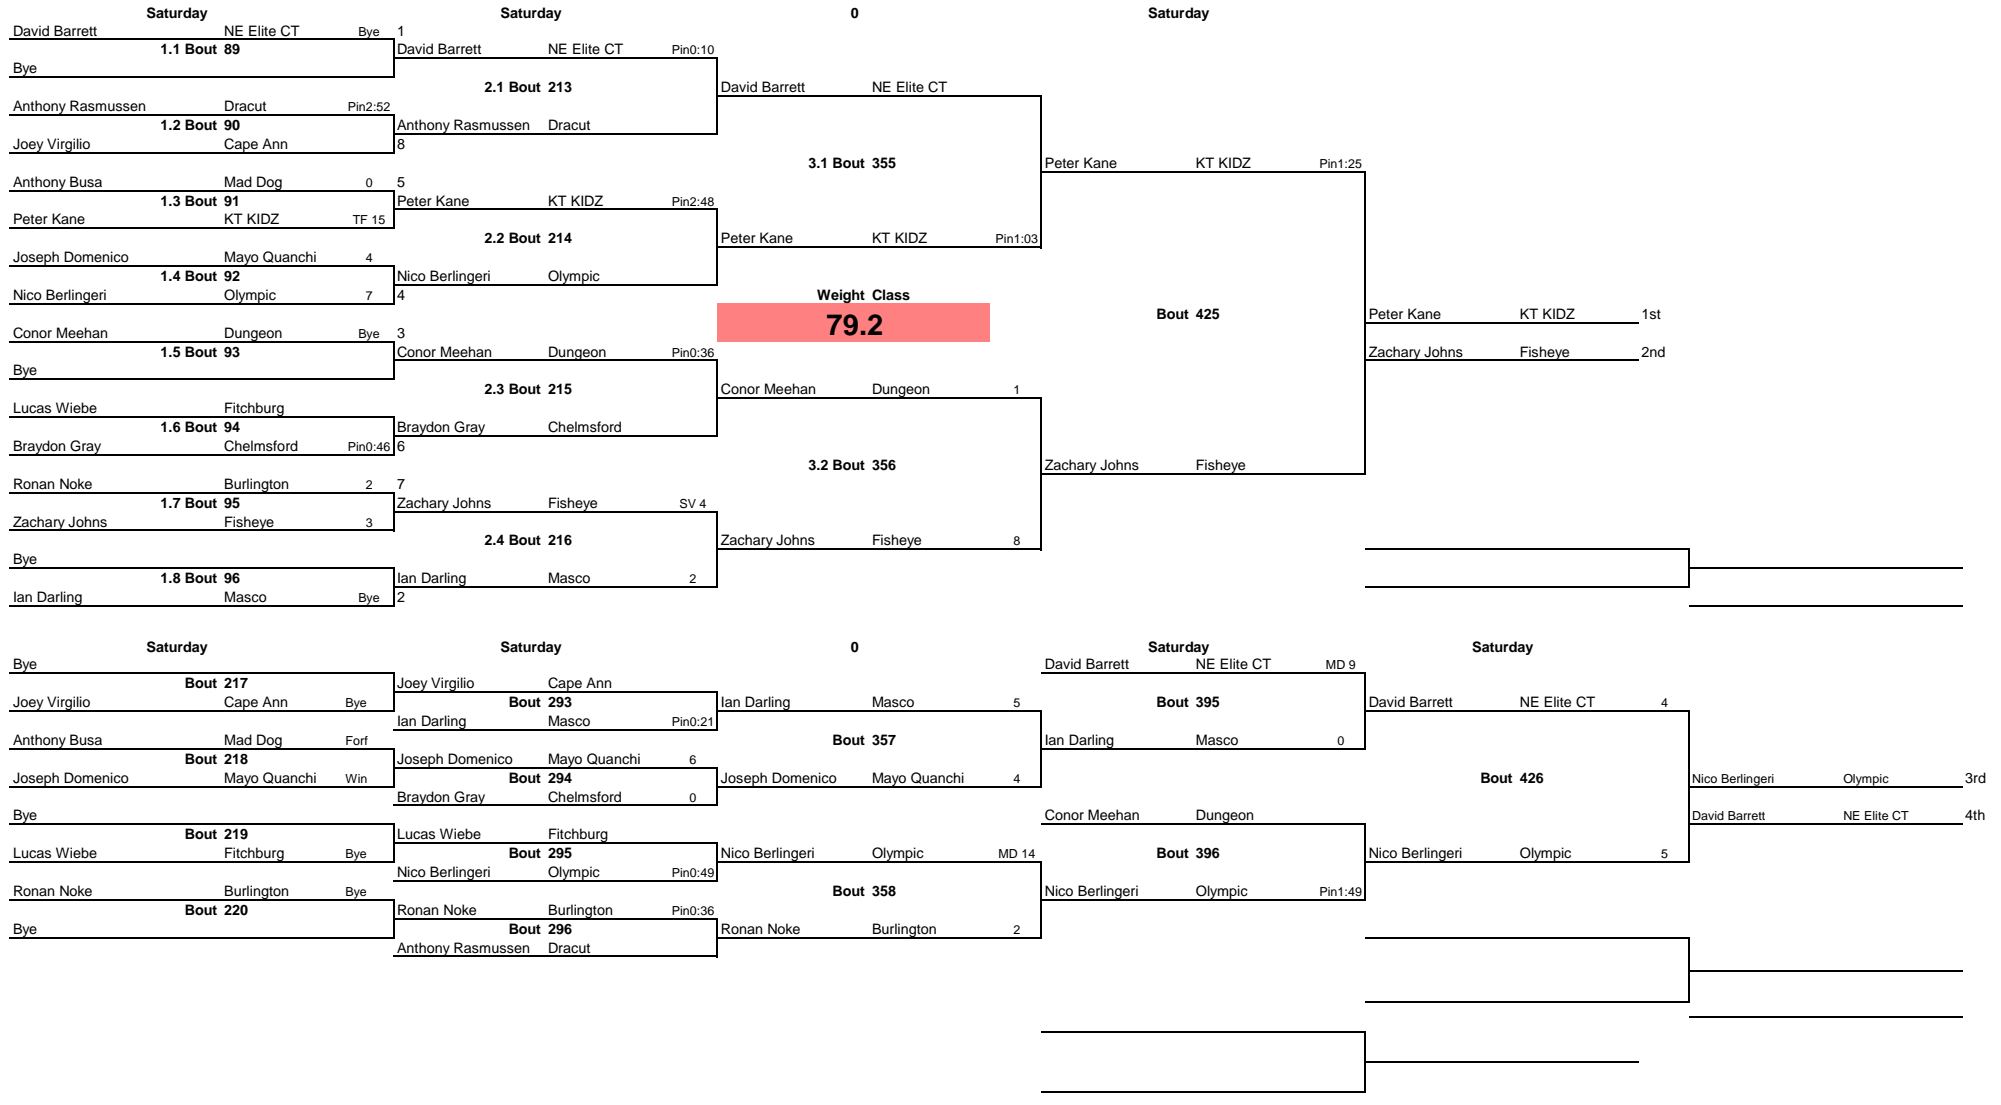 Saturday Saturday 0 Saturday
David Barrett NE Elite CT Bye 1
1.1 Bout 89 David Barrett NE Elite CT Pin0:10
Bye
2.1 Bout 213 David Barrett NE Elite CT
Anthony Rasmussen Dracut Pin2:52
1.2 Bout 90 Anthony Rasmussen Dracut
Joey Virgilio Cape Ann 8
3.1 Bout 355 Peter Kane KT KIDZ Pin1:25
Anthony Busa Mad Dog 0 5
1.3 Bout 91 Peter Kane KT KIDZ Pin2:48
Peter Kane KT KIDZ TF 15
2.2 Bout 214 Peter Kane KT KIDZ Pin1:03
Joseph Domenico Mayo Quanchi 4
1.4 Bout 92 Nico Berlingeri Olympic
Nico Berlingeri Olympic 7 4 Weight Class
79.2 Bout 425 Peter Kane KT KIDZ 1st
Conor Meehan Dungeon Bye 3
1.5 Bout 93 Conor Meehan Dungeon Pin0:36 Zachary Johns Fisheye 2nd
Bye
2.3 Bout 215 Conor Meehan Dungeon 1
Lucas Wiebe Fitchburg
1.6 Bout 94 Braydon Gray Chelmsford
Braydon Gray Chelmsford Pin0:46 6
3.2 Bout 356 Zachary Johns Fisheye
Ronan Noke Burlington 2 7
1.7 Bout 95 Zachary Johns Fisheye SV 4
Zachary Johns Fisheye 3
2.4 Bout 216 Zachary Johns Fisheye 8
Bye
1.8 Bout 96 Ian Darling Masco 2
Ian Darling Masco Bye 2
Saturday Saturday 0 Saturday Saturday
Bye David Barrett NE Elite CT MD 9
Bout 217 Joey Virgilio Cape Ann
Joey Virgilio Cape Ann Bye Bout 293 Ian Darling Masco 5 Bout 395 David Barrett NE Elite CT 4
Ian Darling Masco Pin0:21
Anthony Busa Mad Dog Forf Bout 357 Ian Darling Masco 0
Bout 218 Joseph Domenico Mayo Quanchi 6
Joseph Domenico Mayo Quanchi Win Bout 294 Joseph Domenico Mayo Quanchi 4 Bout 426 Nico Berlingeri Olympic 3rd
Braydon Gray Chelmsford 0
Bye Conor Meehan Dungeon David Barrett NE Elite CT 4th
Bout 219 Lucas Wiebe Fitchburg
Lucas Wiebe Fitchburg Bye Bout 295 Nico Berlingeri Olympic MD 14 Bout 396 Nico Berlingeri Olympic 5
Nico Berlingeri Olympic Pin0:49
Ronan Noke Burlington Bye Bout 358 Nico Berlingeri Olympic Pin1:49
Bout 220 Ronan Noke Burlington Pin0:36
Bye Bout 296 Ronan Noke Burlington 2
Anthony Rasmussen Dracut